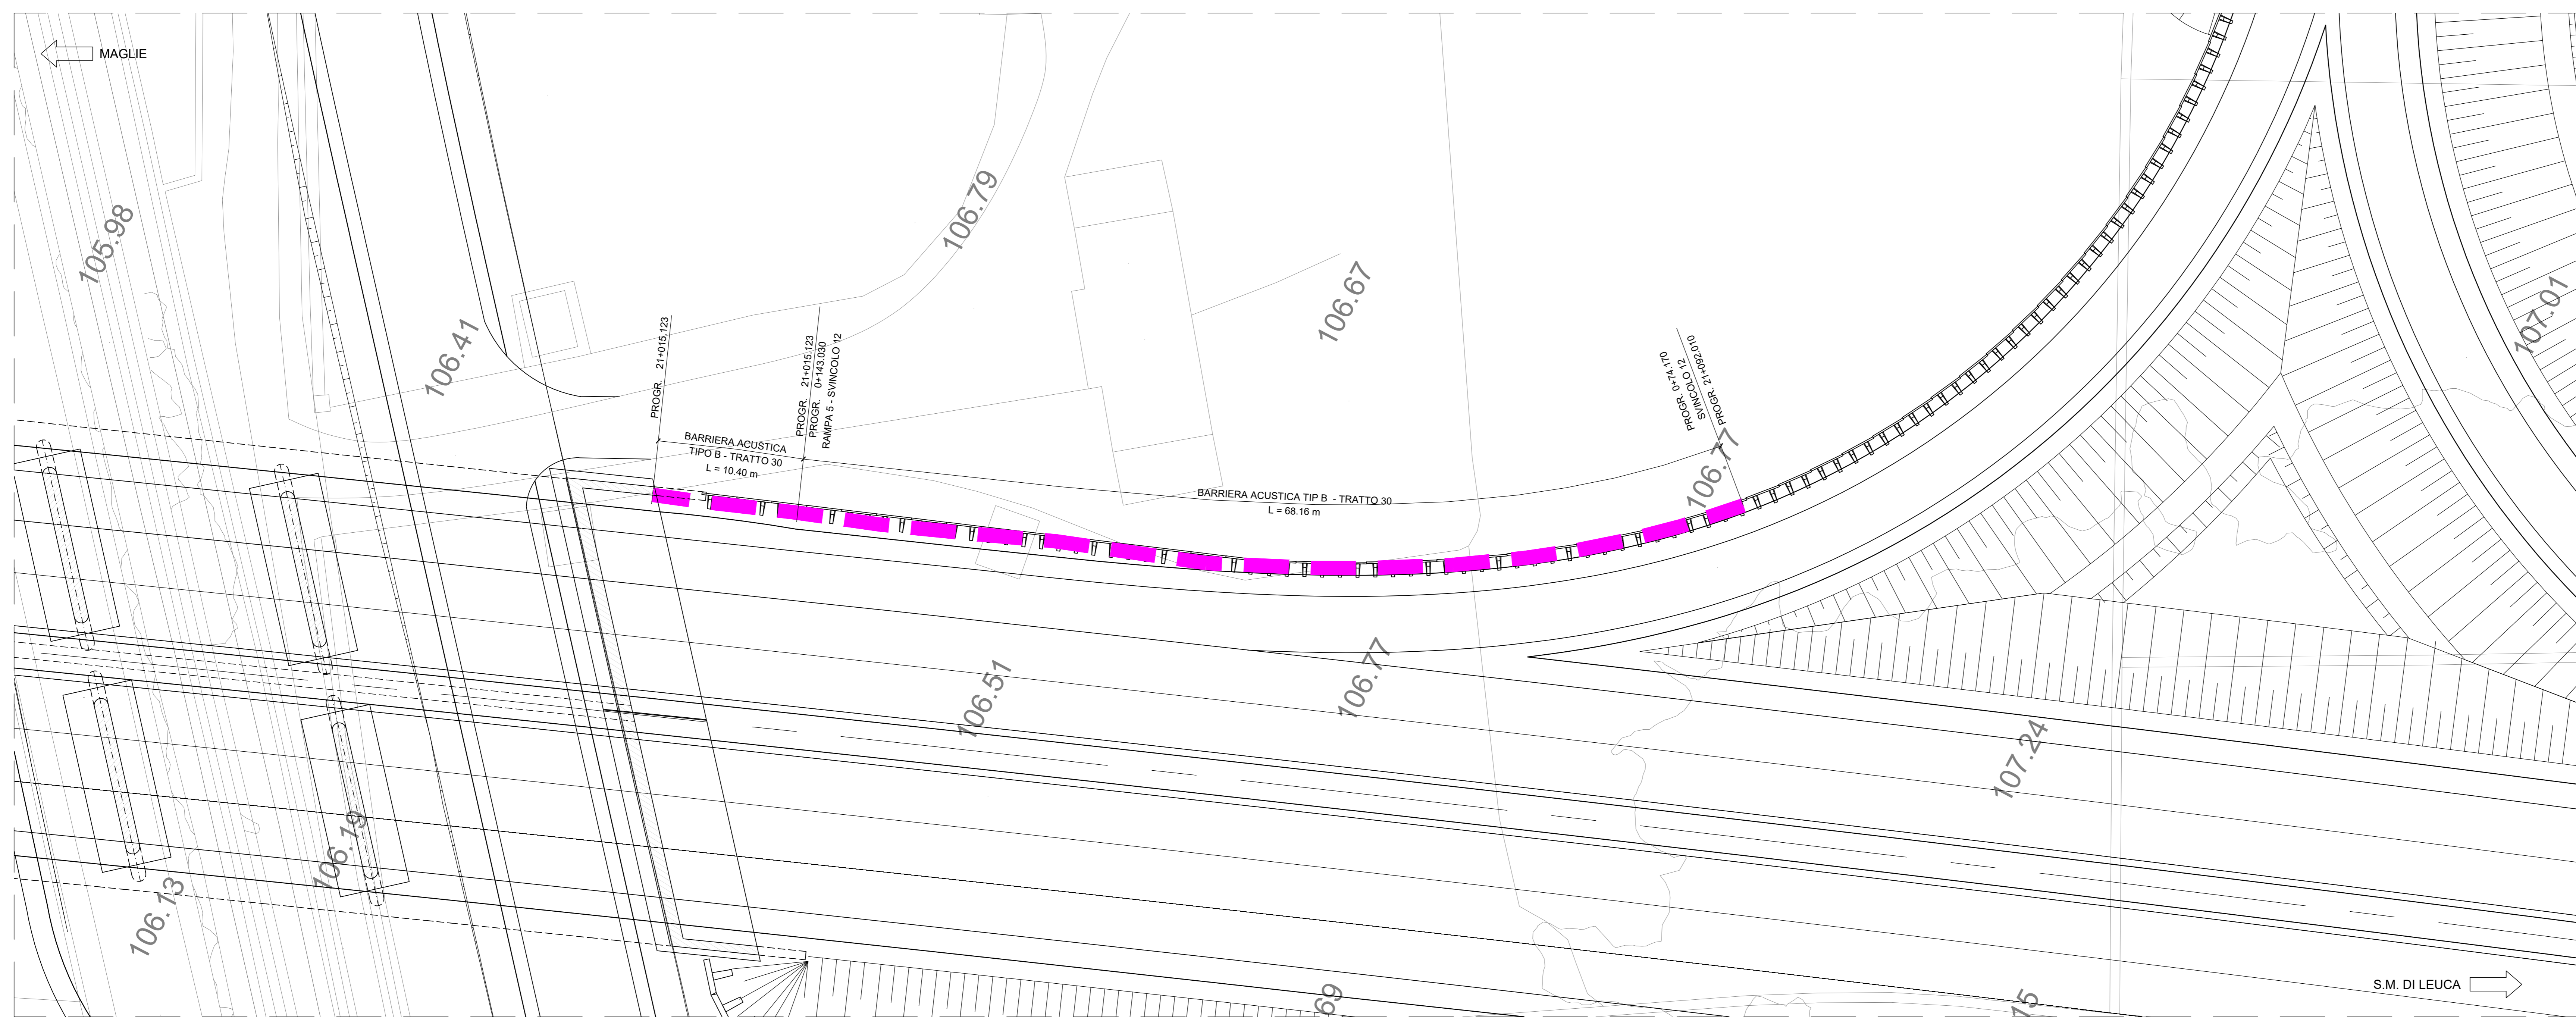 MAGLIE
105.98
106.79
106.41
106.67
107.01
PROGR. 21+015.123
PROGR. 21+015.123
PROGR. 0+143.030
RAMPA 5 - SVINCOLO 12
PROGR. 0+74.170
SVINCOLO 12
PROGR. 21+092.010
BARRIERA ACUSTICA
TIPO B - TRATTO 30
L = 10.40 m
106.77
BARRIERA ACUSTICA TIP B - TRATTO 30
L = 68.16 m
106.51
106.77
107.24
106.19
106.13
69
15
S.M. DI LEUCA